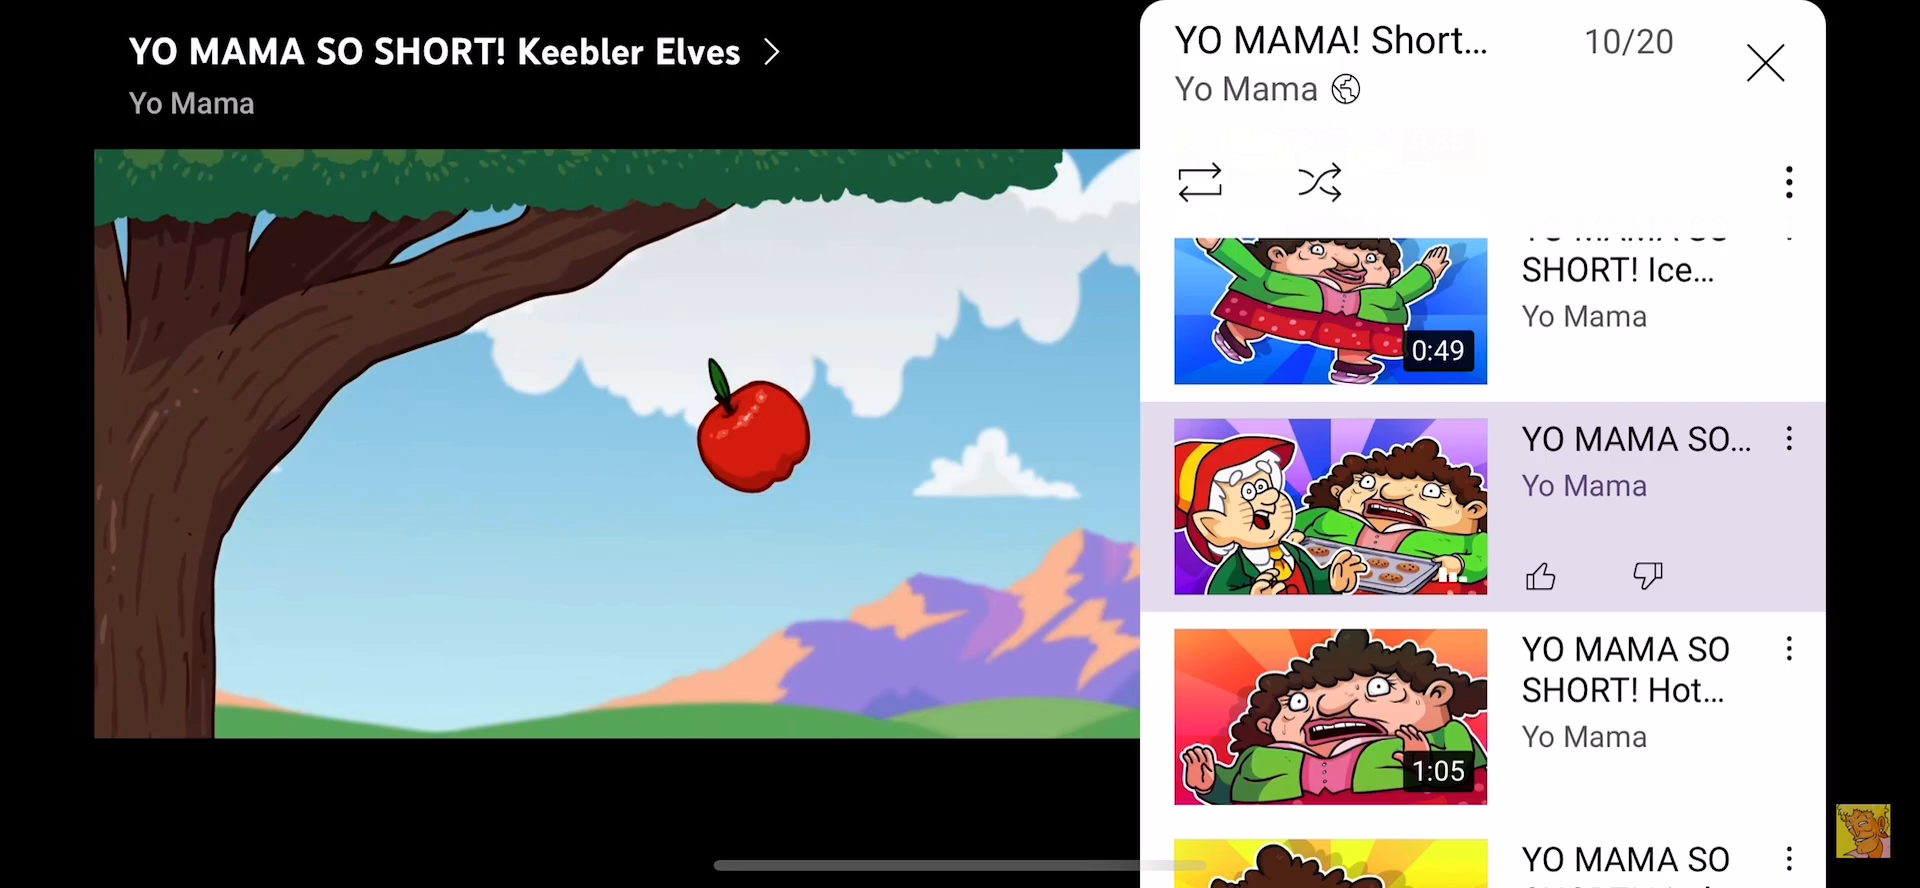 YO MAMA SO SHORT! Keebler Elves
Yo Mama
YO MAMA! Short...
10/20
Yo Mama
SHORT! Ice...
Yo Mama
0:49
YO MAMA SO...
Yo Mama
YO MAMA SO
SHORT! Hot...
Yo Mama
1:05
YO MAMA SO